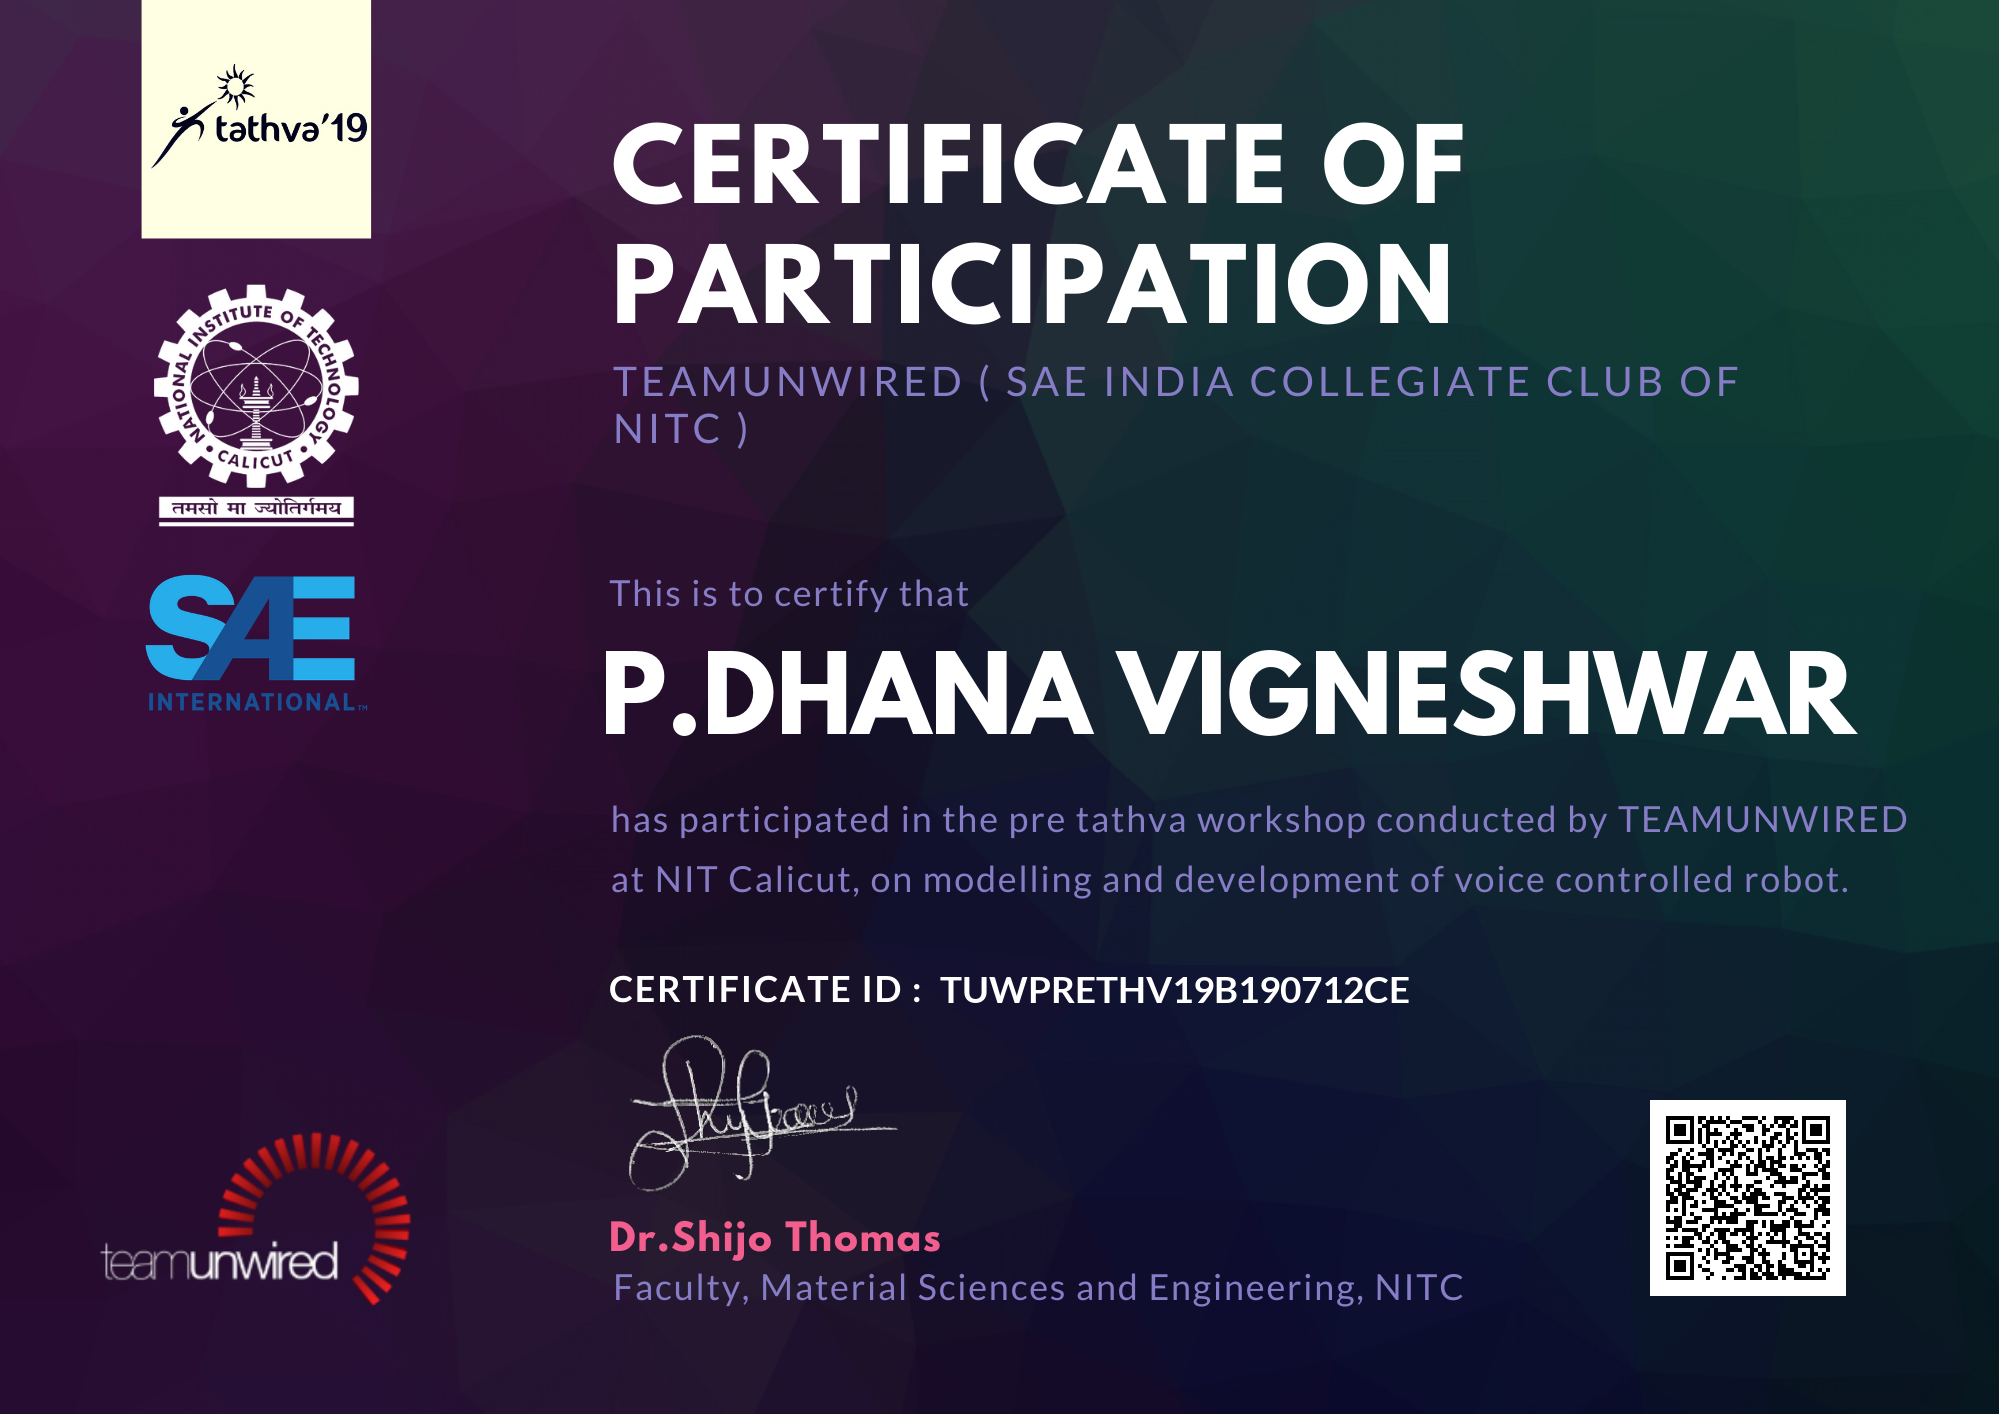 tathva'19
NATIONAL INSTITUTE OF TECHNOLOGY
• CALICUT •
तमसो मा ज्योतिर्गमय
SAE
INTERNATIONAL™
CERTIFICATE OF
PARTICIPATION
TEAMUNWIRED ( SAE INDIA COLLEGIATE CLUB OF
NITC )
This is to certify that
P.DHANA VIGNESHWAR
has participated in the pre tathva workshop conducted by TEAMUNWIRED
at NIT Calicut, on modelling and development of voice controlled robot.
CERTIFICATE ID : TUWPRETHV19B190712CE
Dr.Shijo Thomas
Faculty, Material Sciences and Engineering, NITC
teamunwired